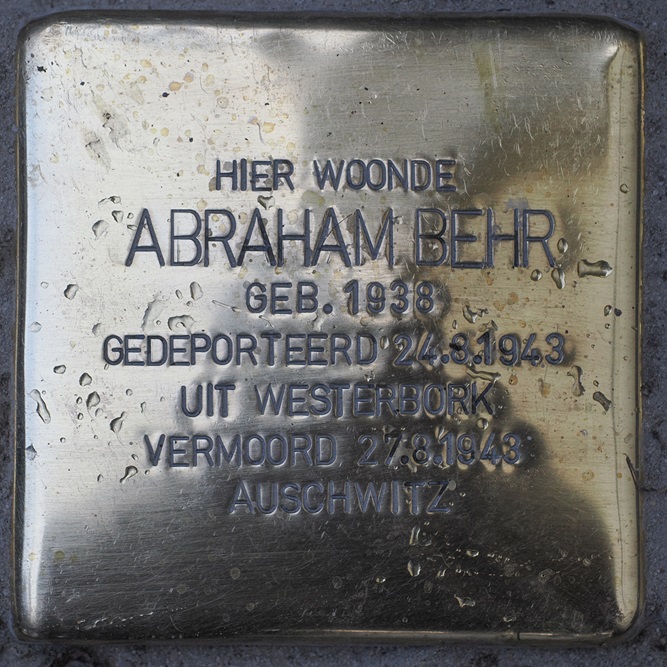 HIER WOONDE
ABRAHAM BEHR
GEB. 1938
GEDEPORTEERD 24.8.1943
UIT WESTERBORK
VERMOORD 27.8.1943
AUSCHWITZ